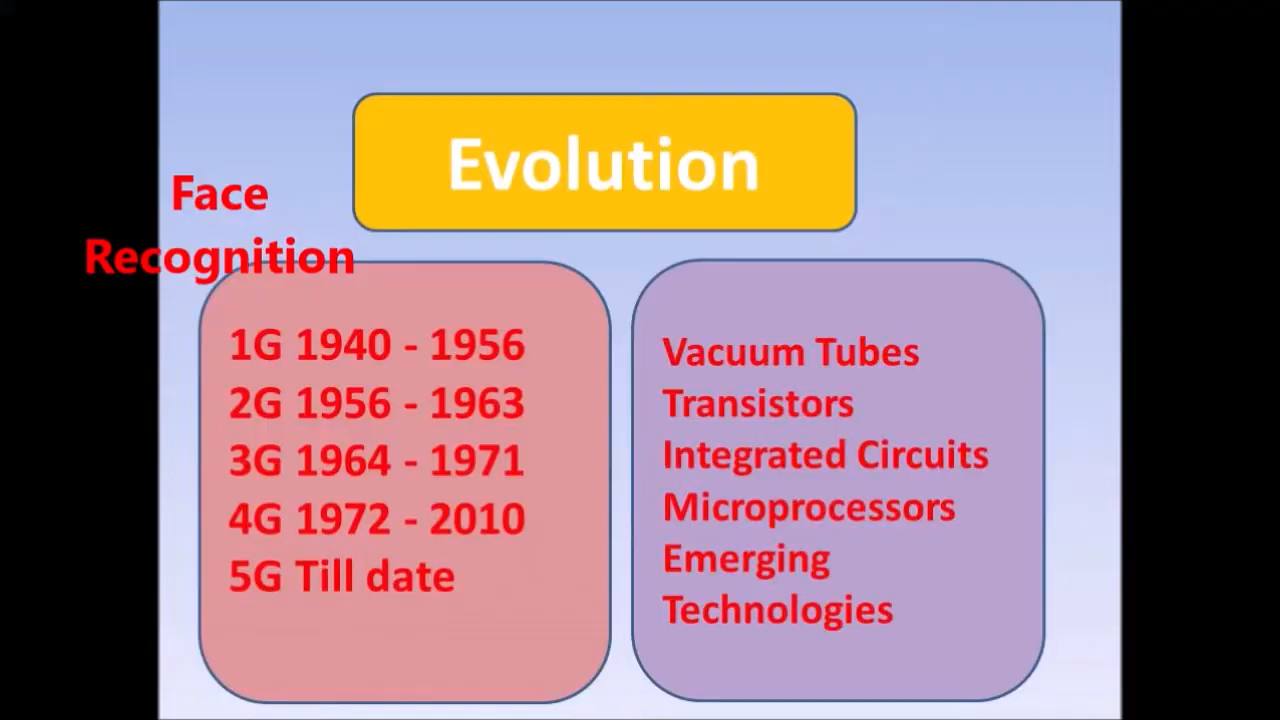 Evolution
Face
Recognition
1G 1940 - 1956
2G 1956 - 1963
3G 1964 - 1971
4G 1972 - 2010
5G Till date
Vacuum Tubes
Transistors
Integrated Circuits
Microprocessors
Emerging
Technologies